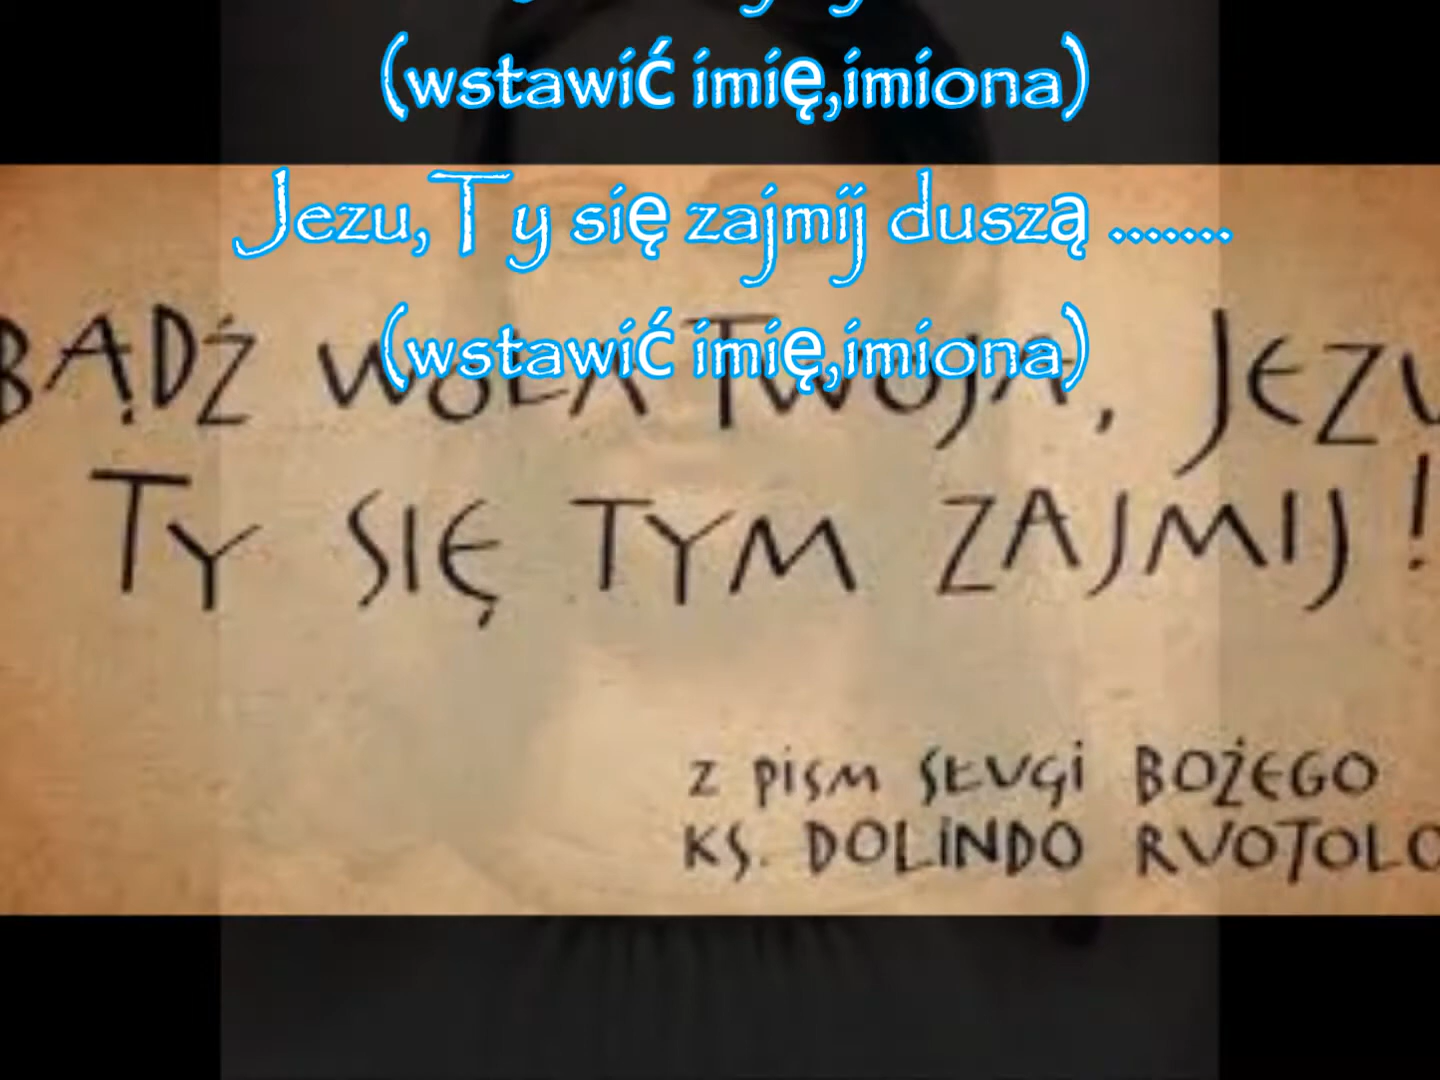 (wstawić imię,imiona)
Jezu,Ty się zajmij duszą .......
(wstawić imię,imiona)
BĄDŹ WOLA TWOJA, JEZU
TY SIĘ TYM ZAJMIJ!
Z PISM SŁUGI BOŻEGO
KS. DOLINDO RUOTOLO